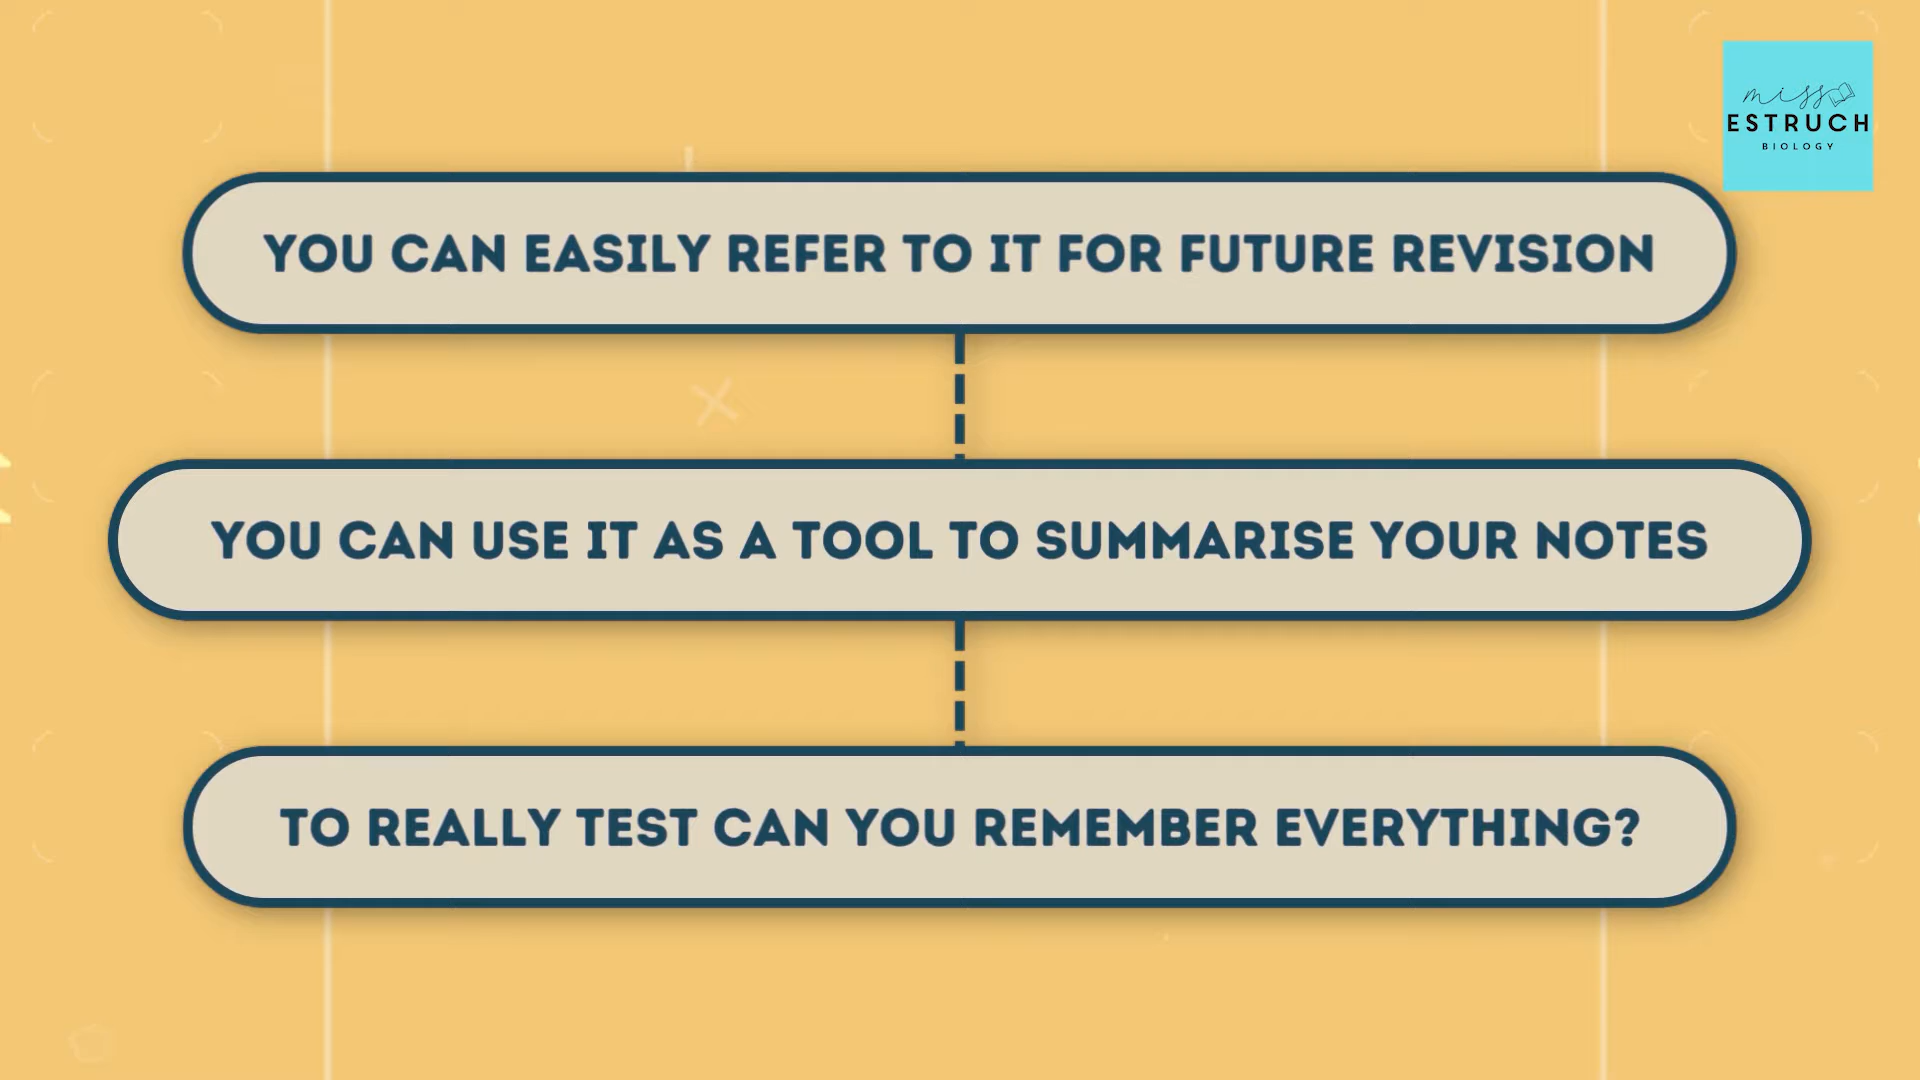 miss
ESTRUCH
BIOLOGY
YOU CAN EASILY REFER TO IT FOR FUTURE REVISION
YOU CAN USE IT AS A TOOL TO SUMMARISE YOUR NOTES
TO REALLY TEST CAN YOU REMEMBER EVERYTHING?